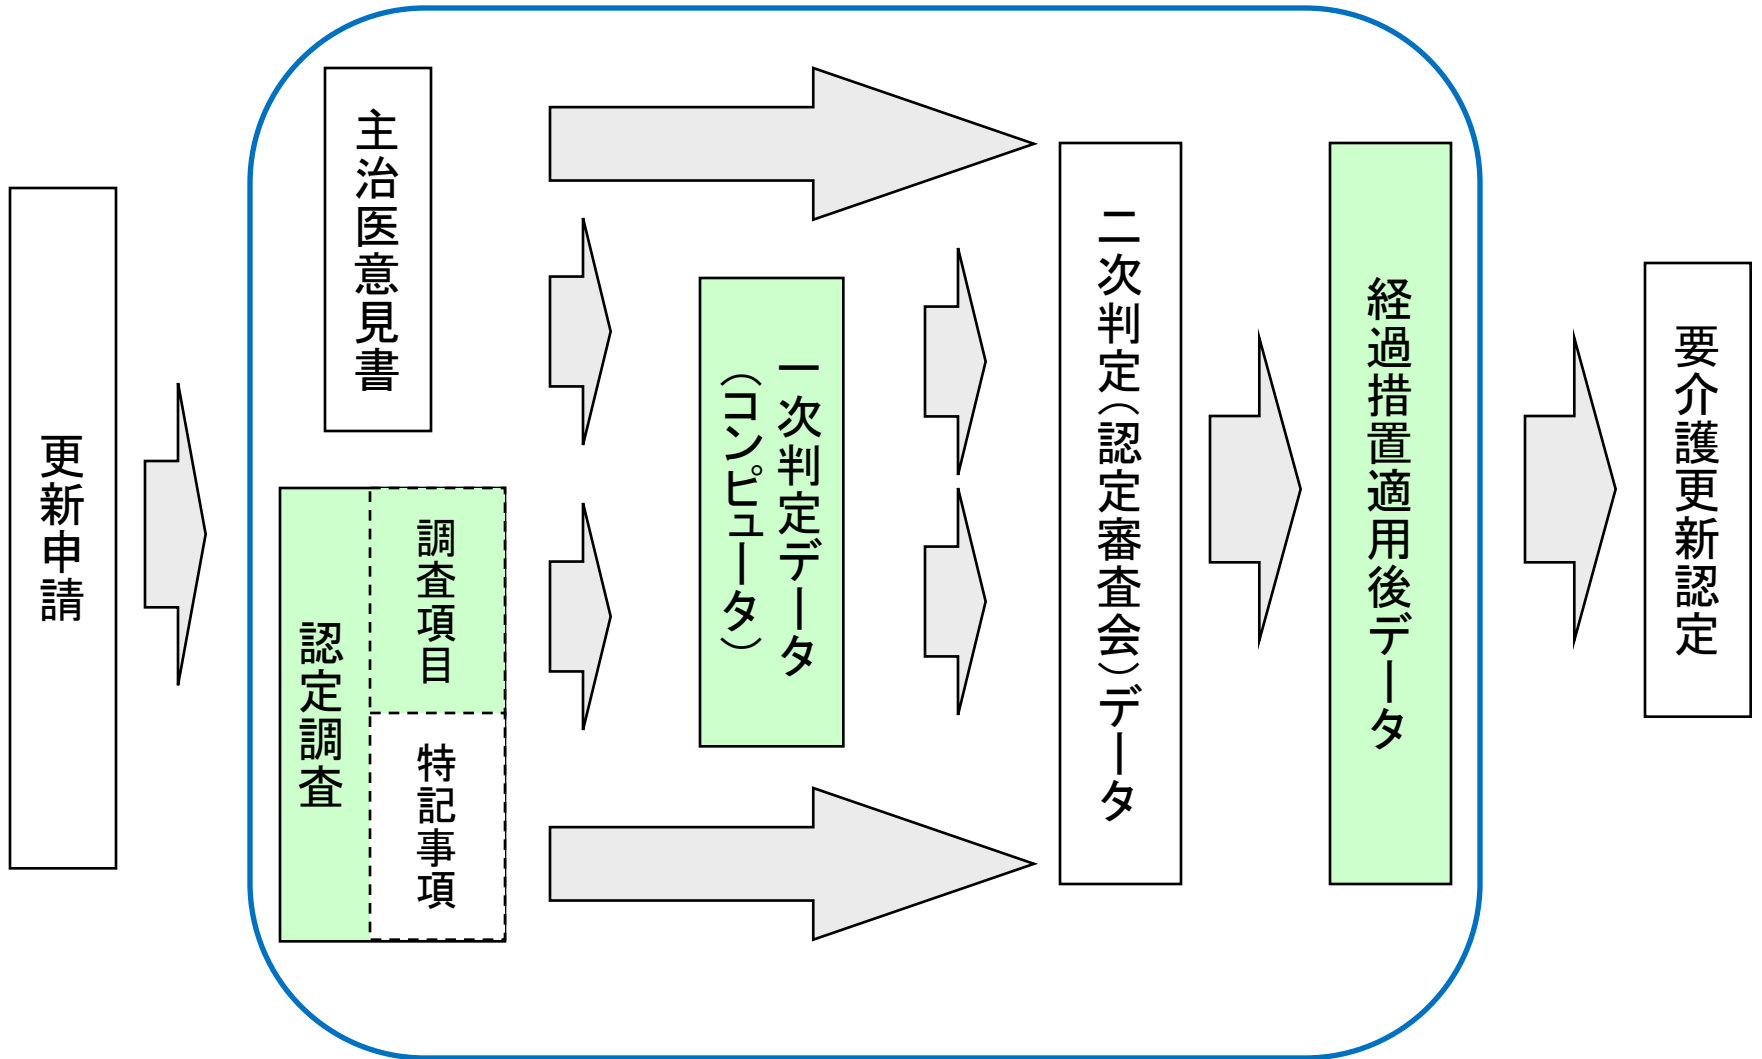 更新申請
主治医意見書
認定調査
調査項目
特記事項
一次判定データ
（コンピュータ）
二次判定（認定審査会）データ
経過措置適用後データ
要介護更新認定